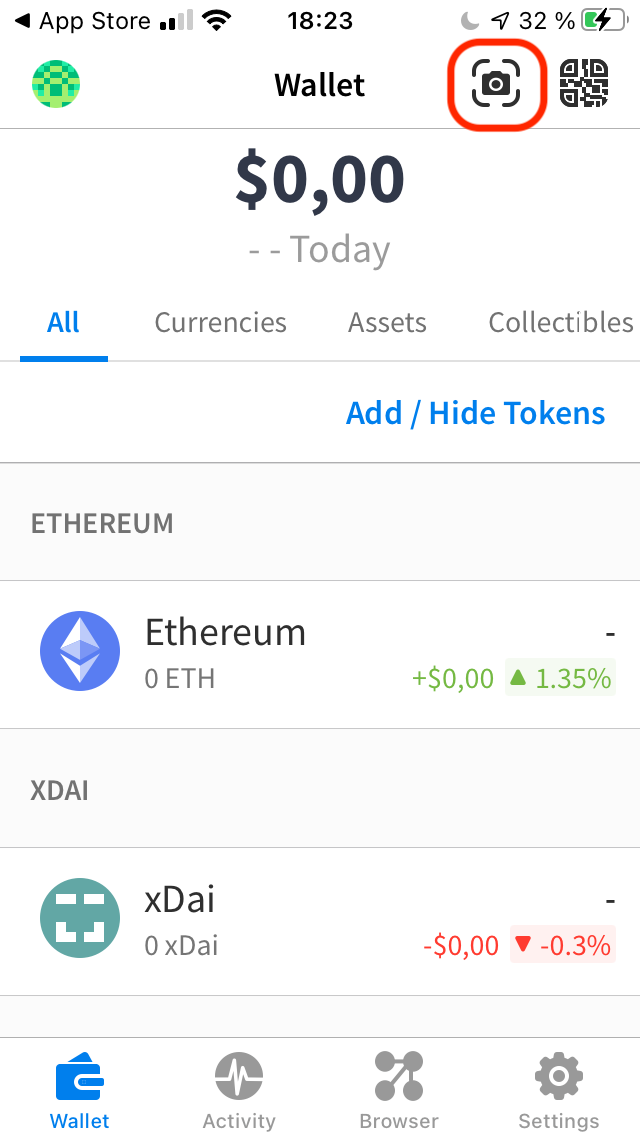 App Store 18:23 32 %
Wallet
$0,00
- - Today
All Currencies Assets Collectibles
Add / Hide Tokens
ETHEREUM
Ethereum -
0 ETH +$0,00 ▲ 1.35%
XDAI
xDai -
0 xDai -$0,00 ▼ -0.3%
Wallet Activity Browser Settings